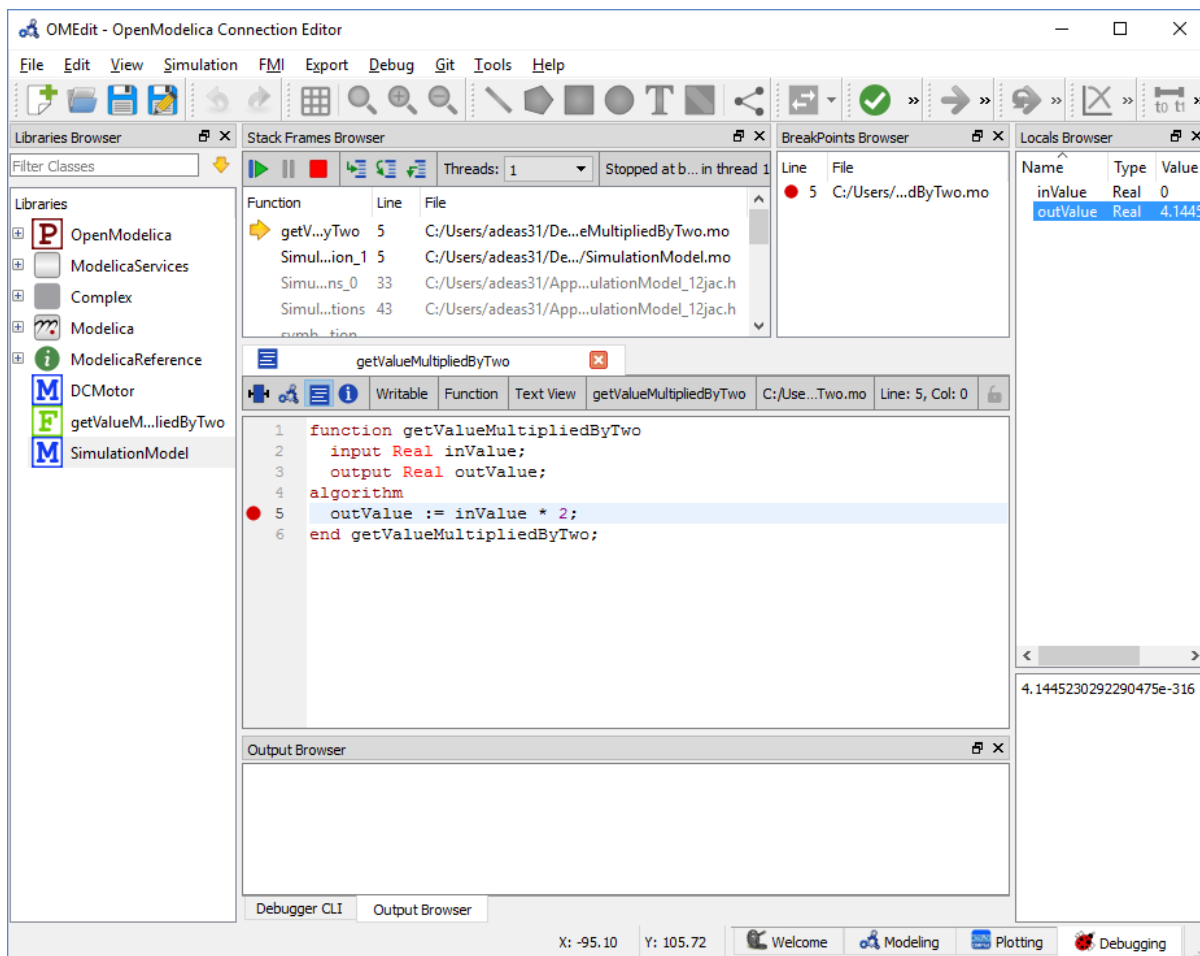 OMEdit - OpenModelica Connection Editor
File Edit View Simulation FMI Export Debug Git Tools Help
T » » » » t0 t1 »
Libraries Browser
Filter Classes
Libraries
P OpenModelica
ModelicaServices
Complex
m Modelica
i ModelicaReference
M DCMotor
F getValueM...liedByTwo
M SimulationModel
Stack Frames Browser
Threads: 1 Stopped at b... in thread 1
Function Line File
getV...yTwo 5 C:/Users/adeas31/De...eMultipliedByTwo.mo
Simul...ion_1 5 C:/Users/adeas31/De.../SimulationModel.mo
Simu...ns_0 33 C:/Users/adeas31/App...ulationModel_12jac.h
Simul...tions 43 C:/Users/adeas31/App...ulationModel_12jac.h
BreakPoints Browser
Line File
5 C:/Users/...dByTwo.mo
Locals Browser
Name Type Value
inValue Real 0
outValue Real 4.1445
4.1445230292290475e-316
getValueMultipliedByTwo
i Writable Function Text View getValueMultipliedByTwo C:/Use...Two.mo Line: 5, Col: 0
1 function getValueMultipliedByTwo
2 input Real inValue;
3 output Real outValue;
4 algorithm
5 outValue := inValue * 2;
6 end getValueMultipliedByTwo;
Output Browser
Debugger CLI Output Browser
X: -95.10 Y: 105.72 Welcome Modeling Plotting Debugging